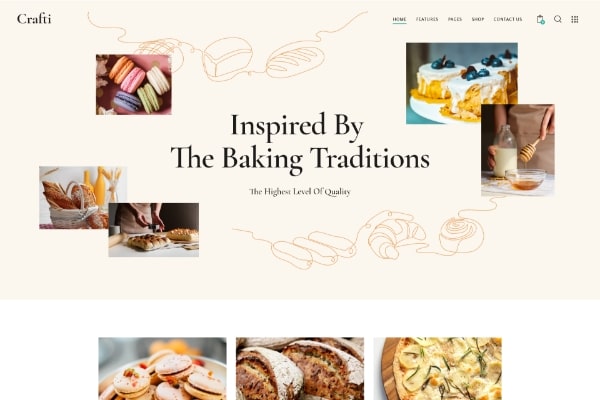 Crafti
HOME FEATURES PAGES SHOP CONTACT US
Inspired By
The Baking Traditions
The Highest Level Of Quality